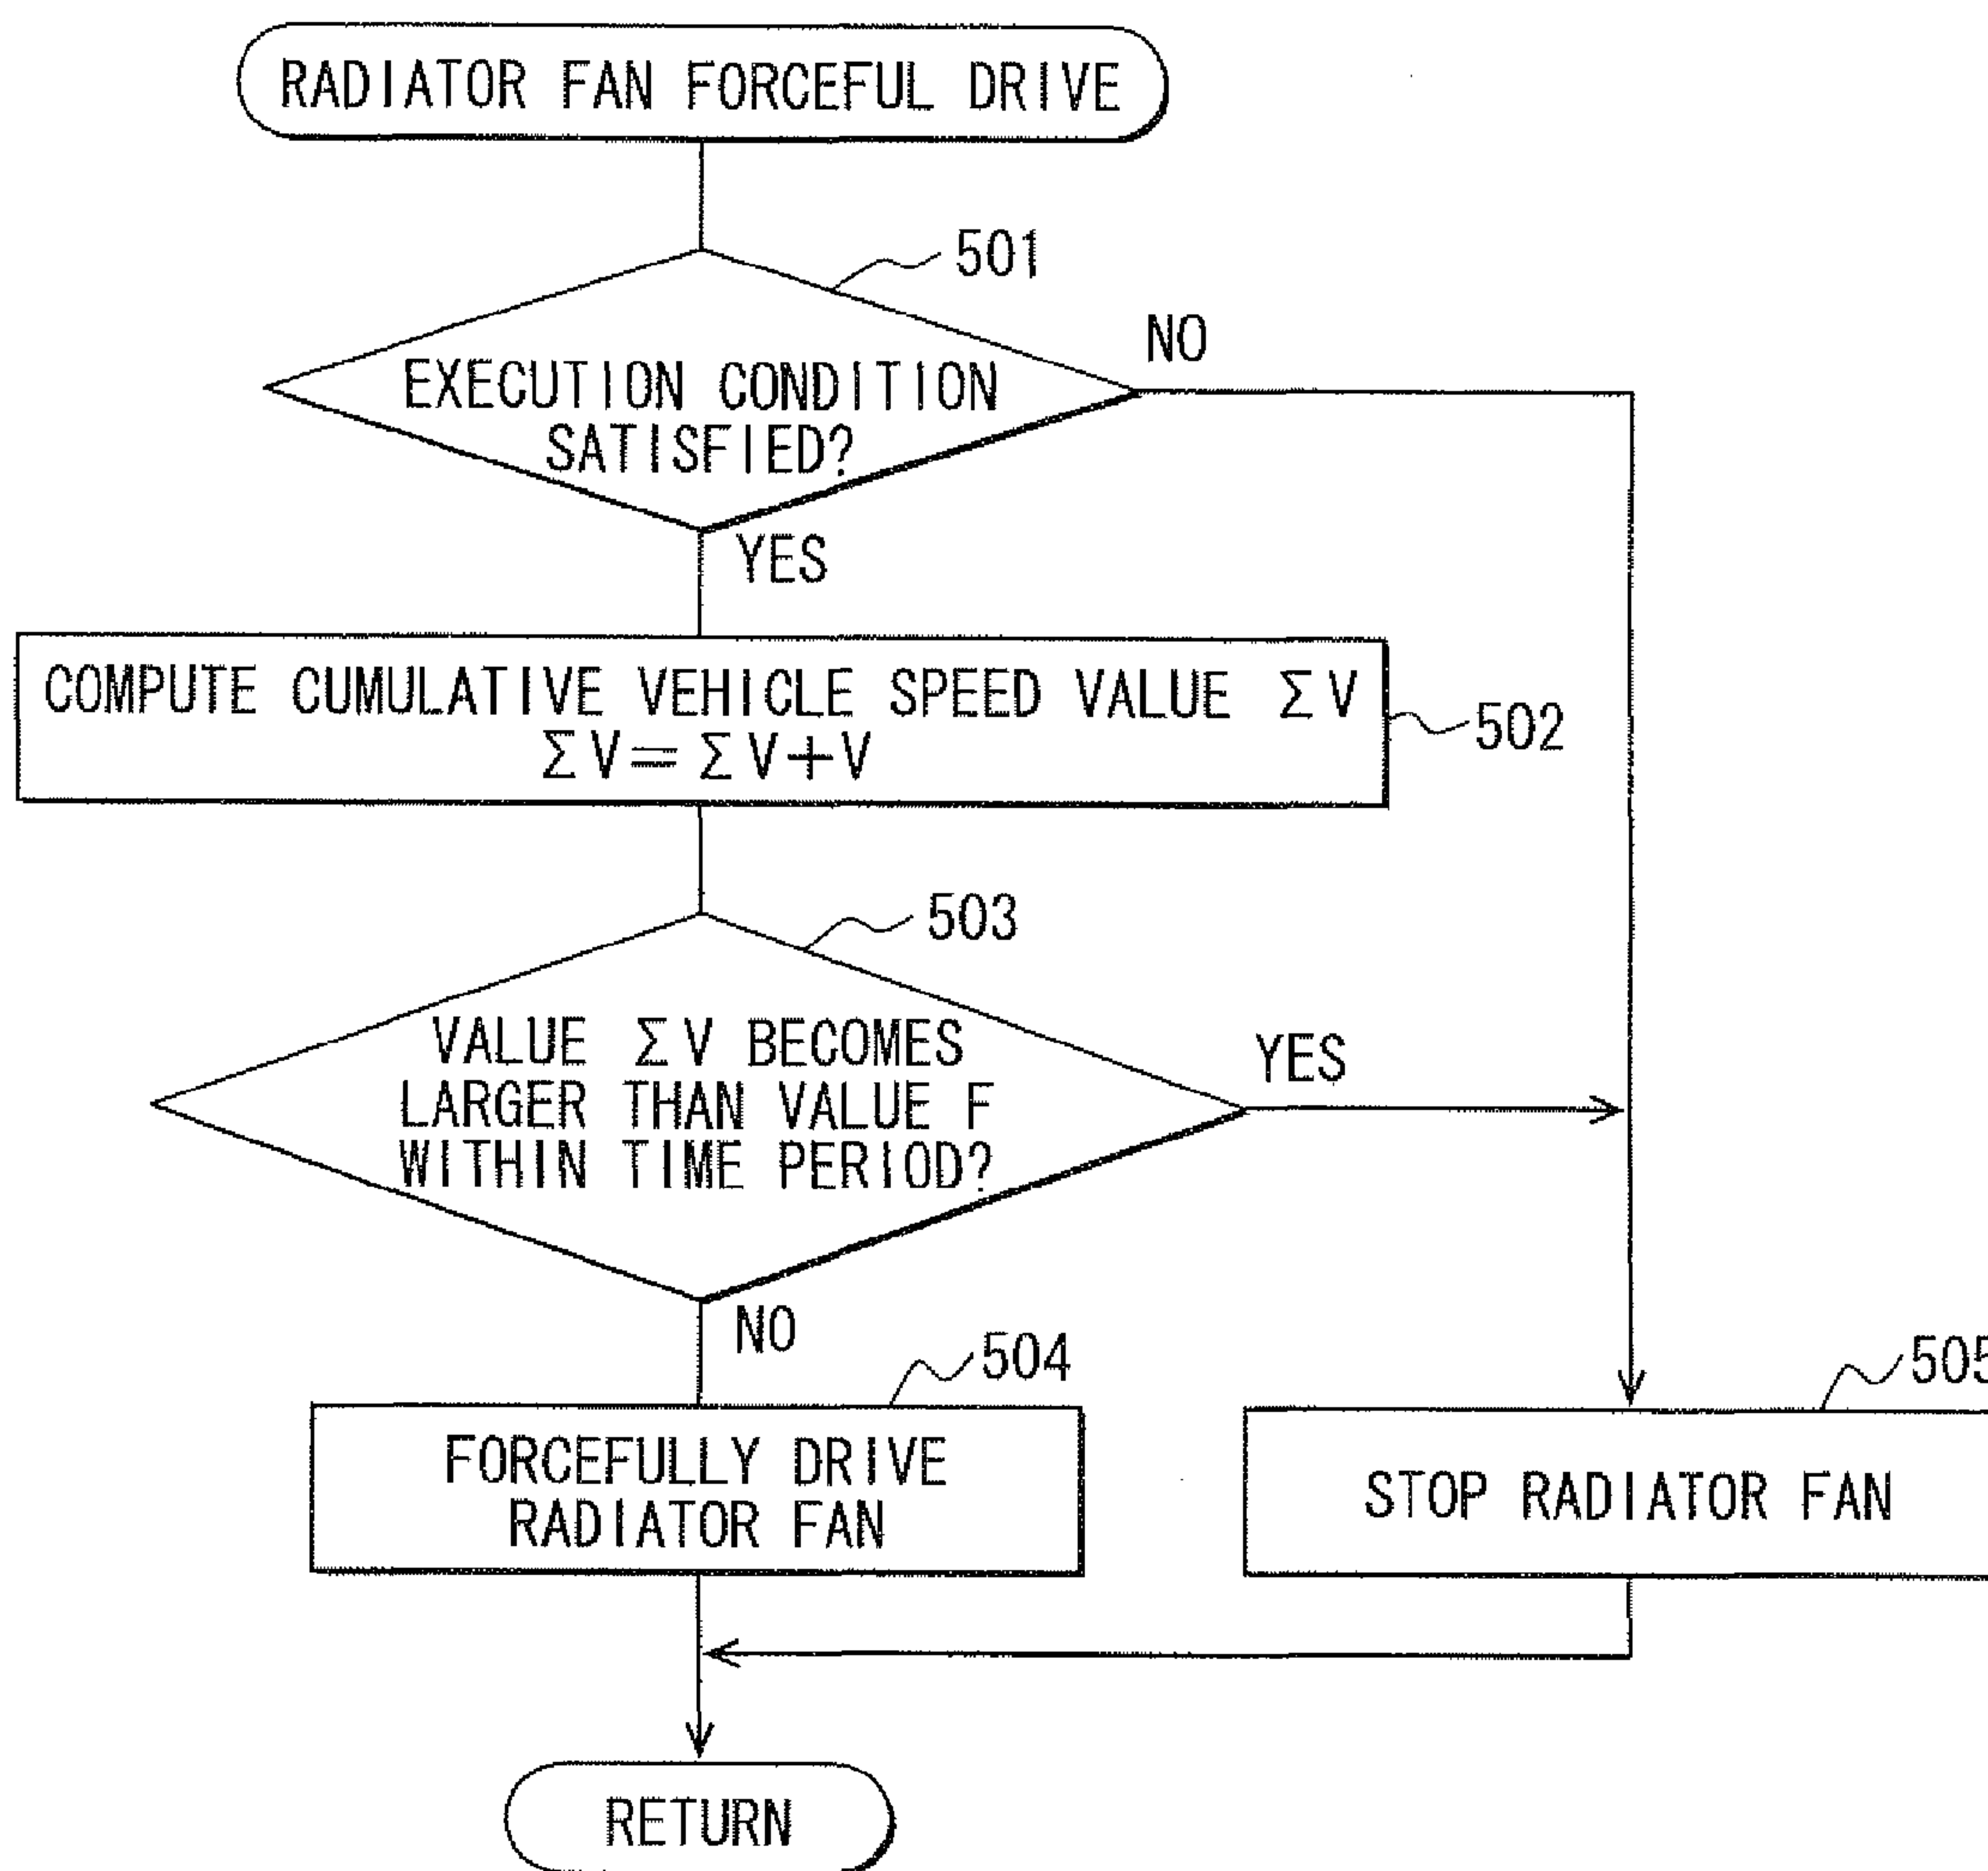 RADIATOR FAN FORCEFUL DRIVE
501
NO
EXECUTION CONDITION
SATISFIED?
YES
COMPUTE CUMULATIVE VEHICLE SPEED VALUE ΣV
ΣV=ΣV+V
502
503
VALUE ΣV BECOMES
LARGER THAN VALUE F
WITHIN TIME PERIOD?
YES
NO
504
505
FORCEFULLY DRIVE
RADIATOR FAN
STOP RADIATOR FAN
RETURN